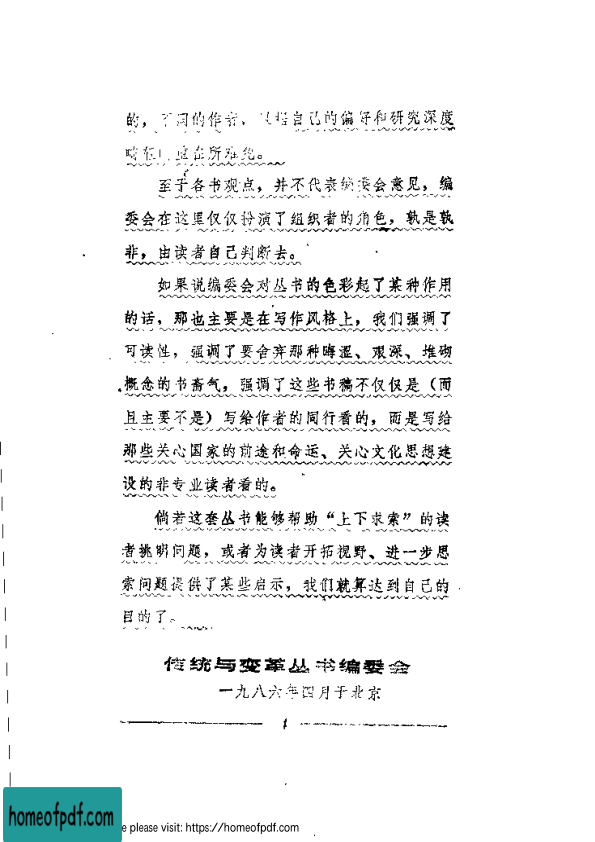 的，不同的作者、以据自己的偏好和研究深度
在所难免。
至于各书观点，并不代表编委会意见，编
委会在这里仅仅扮演了组织者的角色，孰是孰
非，由读者自己判断去。
如果说编委会对丛书的色彩起了某种作用
的话，那也主要是在写作风格上，我们强调了
可读性，强调了要舍弃那种晦涩、艰深、堆砌
概念的书斋气，强调了这些书稿不仅仅是（而
且主要不是）写给作者的同行看的，而是写给
那些关心国家的前途和命运、关心文化思想建
设的非专业读者看的。
倘若这套丛书能够帮助“上下求索”的读
者挑明问题，或者为读者开拓视野、进一步思
索问题提供了某些启示，我们就算达到自己的
目的了。
传统与变革丛书编委会
一九八六年四月于北京
1
homeofpdf.com
e please visit: https://homeofpdf.com